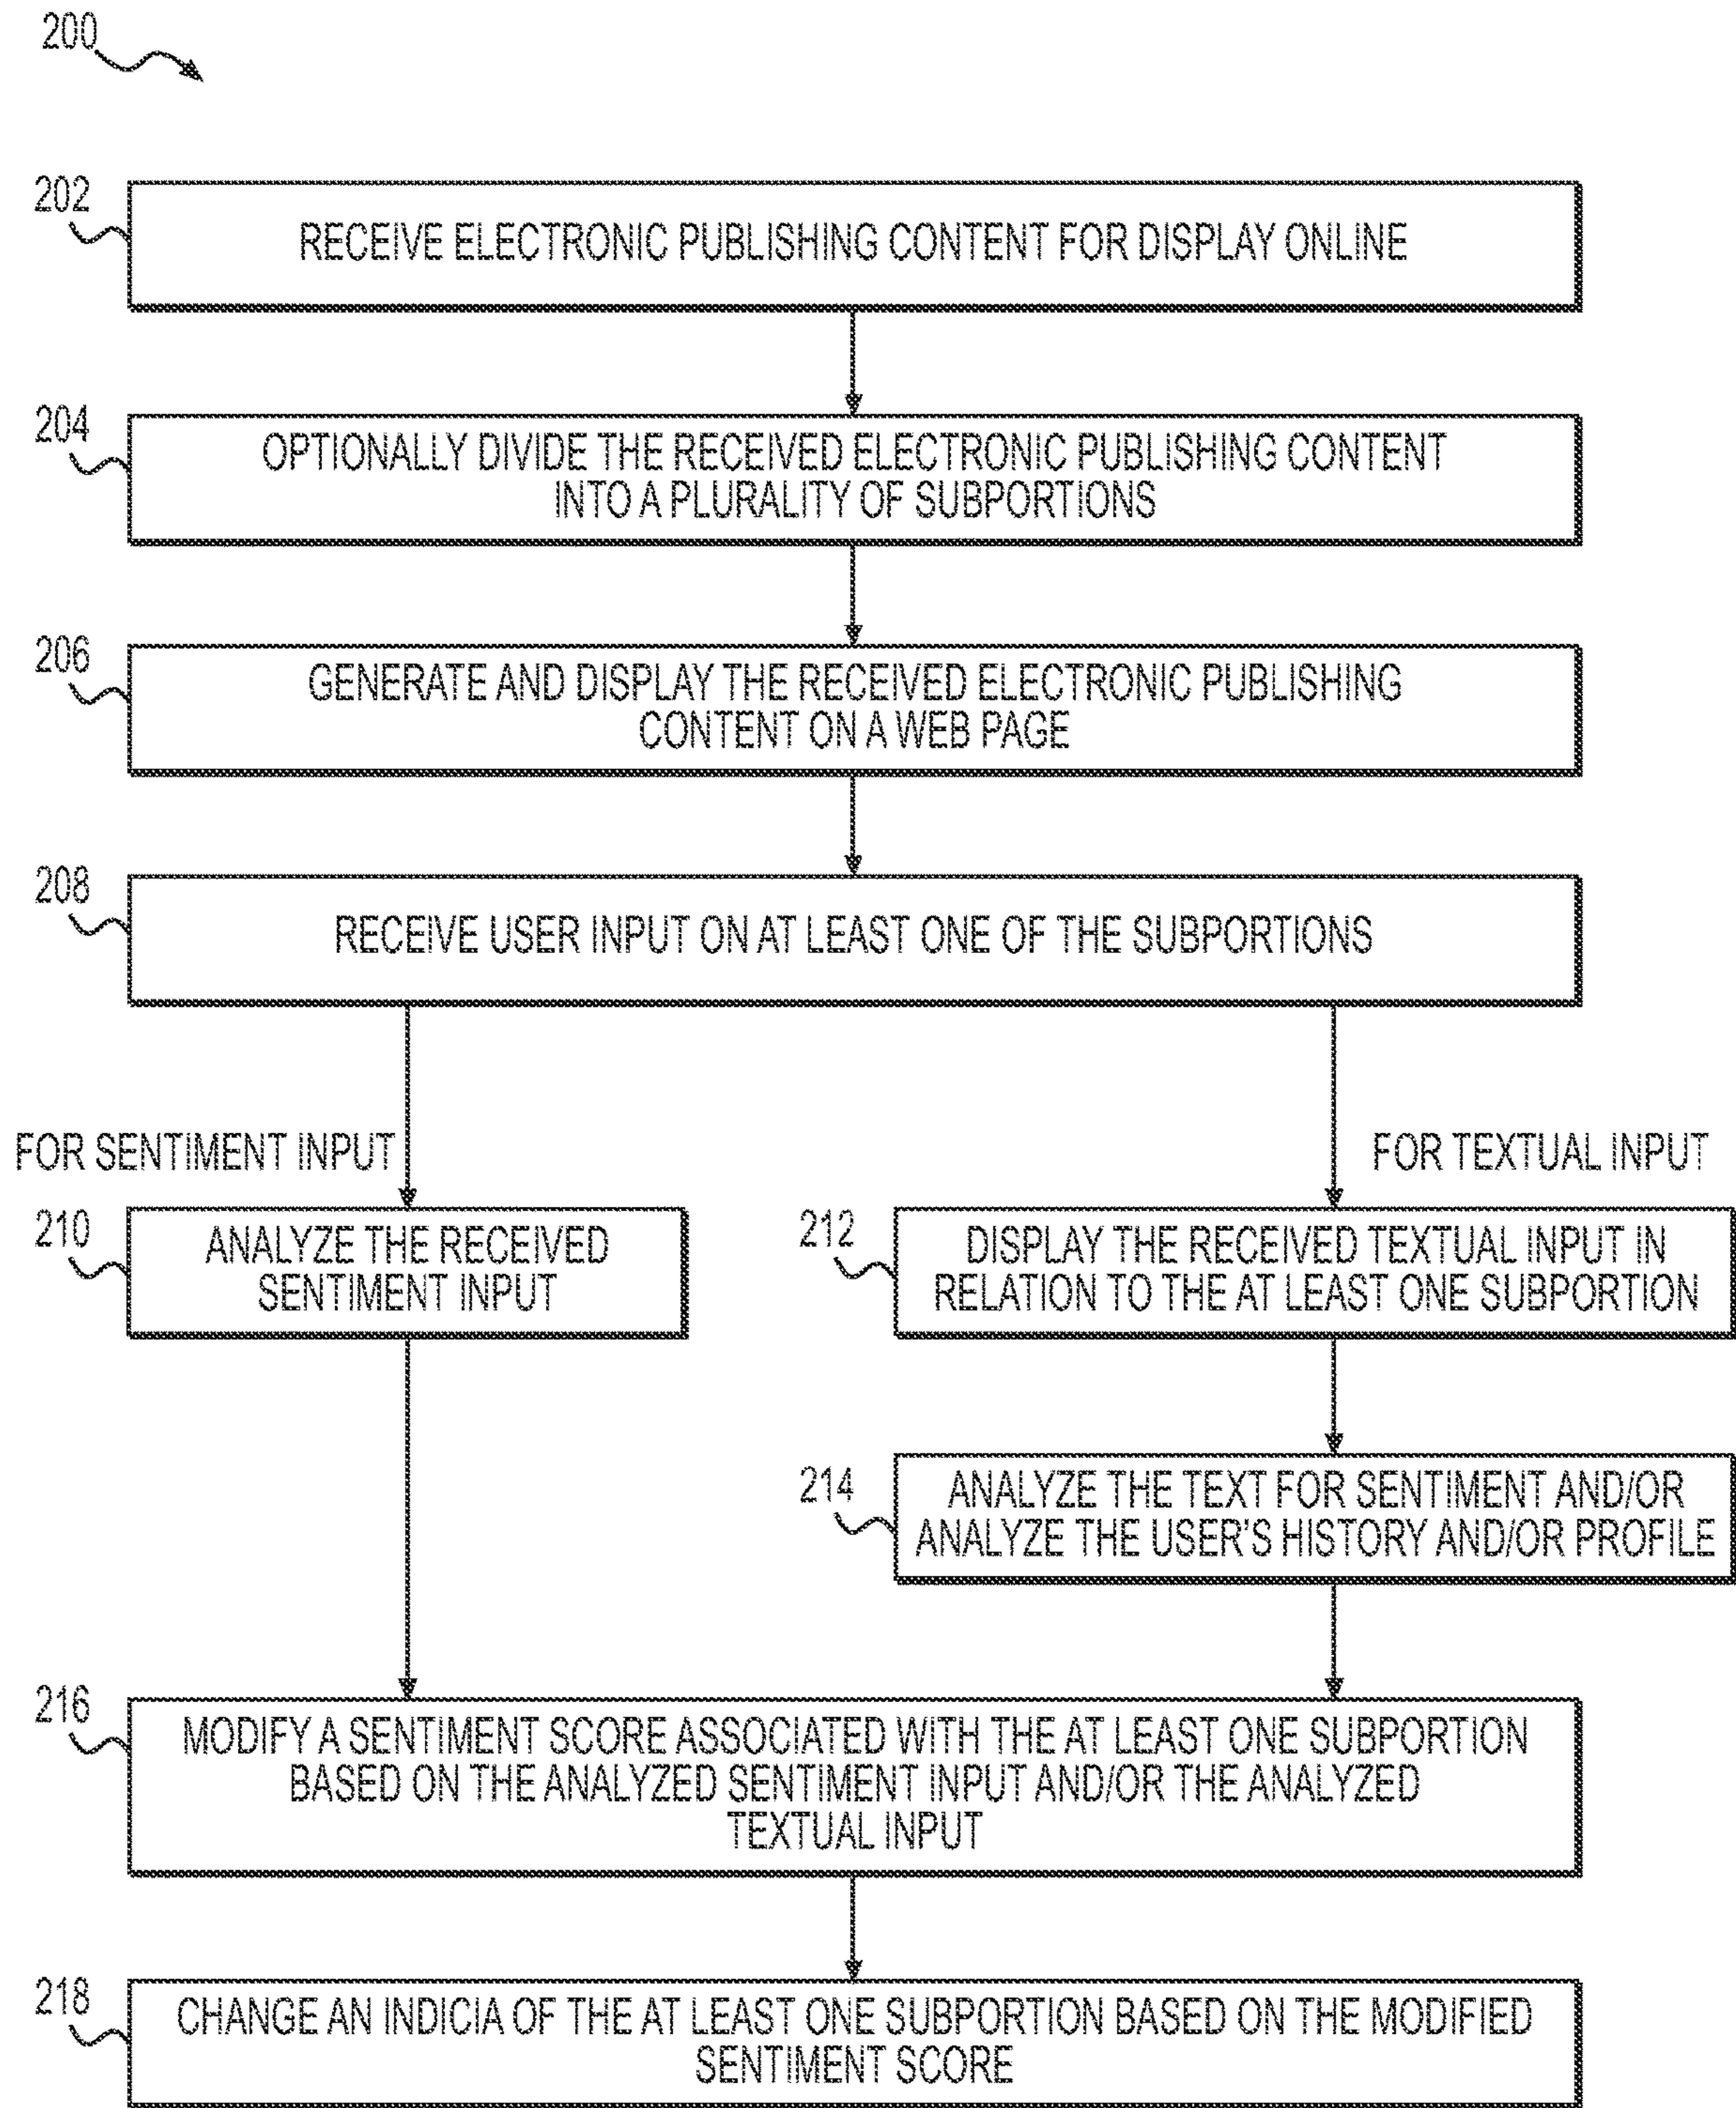 200
202
RECEIVE ELECTRONIC PUBLISHING CONTENT FOR DISPLAY ONLINE
204
OPTIONALLY DIVIDE THE RECEIVED ELECTRONIC PUBLISHING CONTENT
INTO A PLURALITY OF SUBPORTIONS
206
GENERATE AND DISPLAY THE RECEIVED ELECTRONIC PUBLISHING
CONTENT ON A WEB PAGE
208
RECEIVE USER INPUT ON AT LEAST ONE OF THE SUBPORTIONS
FOR SENTIMENT INPUT
FOR TEXTUAL INPUT
210
ANALYZE THE RECEIVED
SENTIMENT INPUT
212
DISPLAY THE RECEIVED TEXTUAL INPUT IN
RELATION TO THE AT LEAST ONE SUBPORTION
214
ANALYZE THE TEXT FOR SENTIMENT AND/OR
ANALYZE THE USER'S HISTORY AND/OR PROFILE
216
MODIFY A SENTIMENT SCORE ASSOCIATED WITH THE AT LEAST ONE SUBPORTION
BASED ON THE ANALYZED SENTIMENT INPUT AND/OR THE ANALYZED
TEXTUAL INPUT
218
CHANGE AN INDICIA OF THE AT LEAST ONE SUBPORTION BASED ON THE MODIFIED
SENTIMENT SCORE